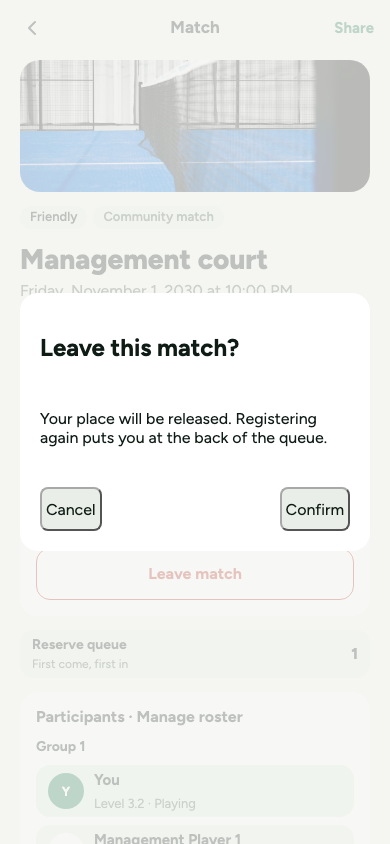 Match
Share
Friendly
Community match
Management court
Friday, November 1, 2030 at 10:00 PM
Leave this match?
Your place will be released. Registering
again puts you at the back of the queue.
Cancel
Confirm
Leave match
Reserve queue
First come, first in
1
Participants · Manage roster
Group 1
Y
You
Level 3.2 · Playing
Management Player 1